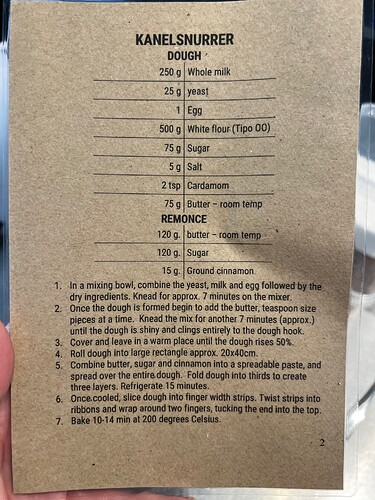 KANELSNURRER
DOUGH
250 g Whole milk
25 g yeast
1 Egg
500 g White flour (Tipo OO)
75 g Sugar
5 g Salt
2 tsp Cardamom
75 g Butter – room temp
REMONCE
120 g. butter – room temp
120 g. Sugar
15 g. Ground cinnamon
1. In a mixing bowl, combine the yeast, milk and egg followed by the
dry ingredients. Knead for approx. 7 minutes on the mixer.
2. Once the dough is formed begin to add the butter, teaspoon size
pieces at a time. Knead the mix for another 7 minutes (approx.)
until the dough is shiny and clings entirely to the dough hook.
3. Cover and leave in a warm place until the dough rises 50%.
4. Roll dough into large rectangle approx. 20x40cm.
5. Combine butter, sugar and cinnamon into a spreadable paste, and
spread over the entire dough. Fold dough into thirds to create
three layers. Refrigerate 15 minutes.
6. Once cooled, slice dough into finger width strips. Twist strips into
ribbons and wrap around two fingers, tucking the end into the top.
7. Bake 10-14 min at 200 degrees Celsius.
2